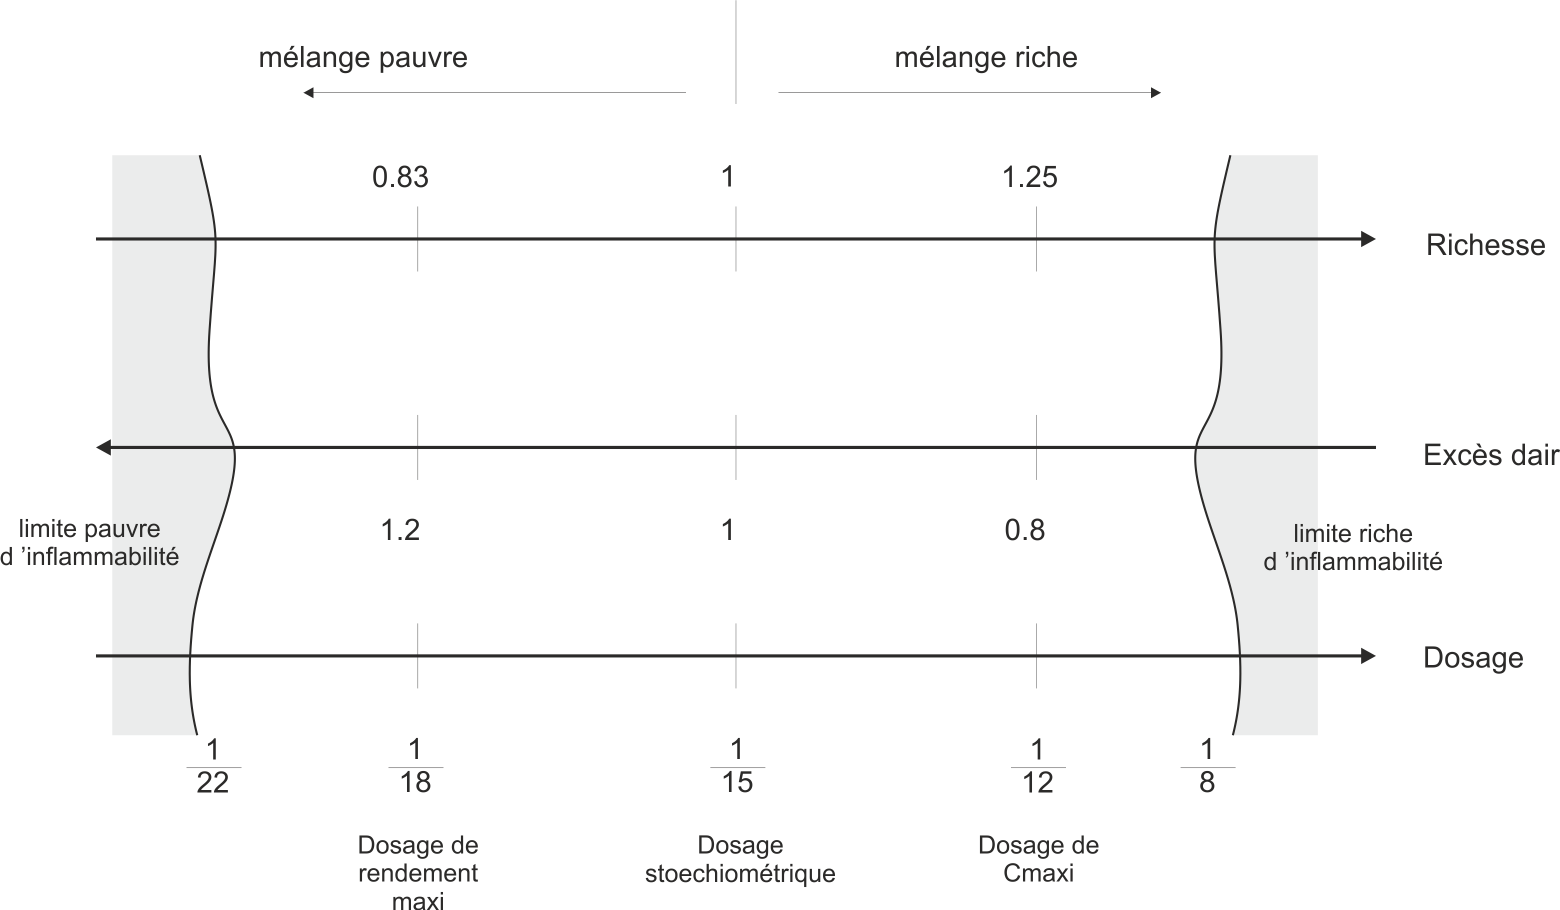 mélange pauvre
mélange riche
0.83
1
1.25
Richesse
Excès dair
1.2
1
0.8
limite pauvre
d ’inflammabilité
limite riche
d ’inflammabilité
Dosage
1
22
1
18
1
15
1
12
1
8
Dosage de
rendement
maxi
Dosage
stoechiométrique
Dosage de
Cmaxi